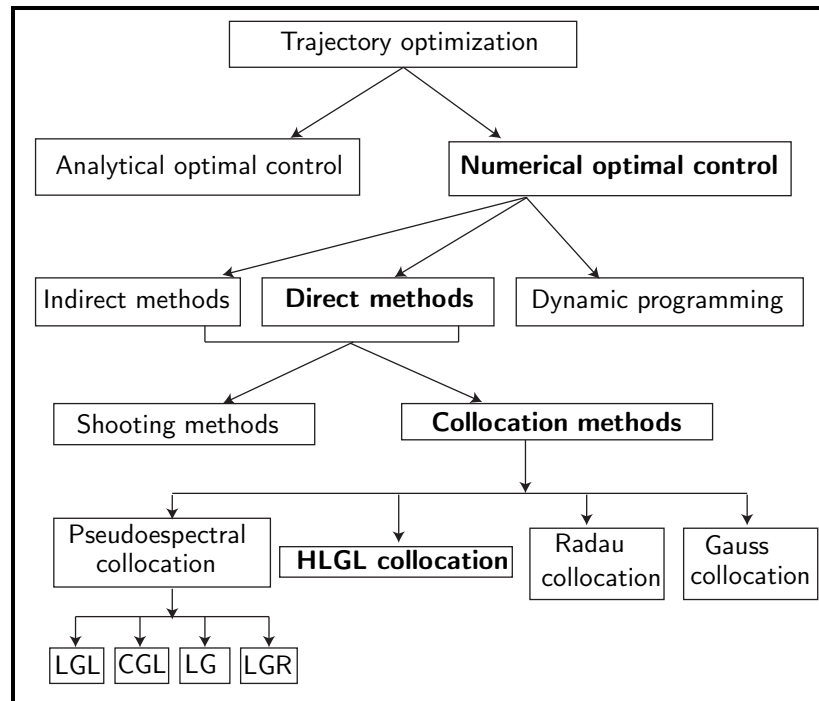 Trajectory optimization
Analytical optimal control
Numerical optimal control
Indirect methods
Direct methods
Dynamic programming
Shooting methods
Collocation methods
Pseudoespectral
collocation
HLGL collocation
Radau
collocation
Gauss
collocation
LGL
CGL
LG
LGR